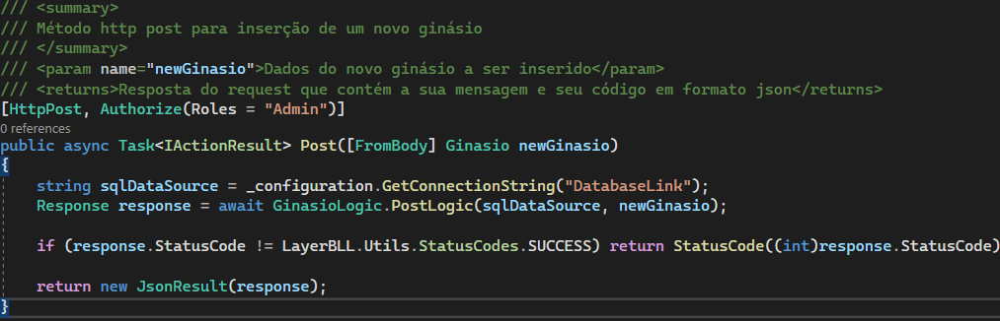 /// <summary>
/// Método http post para inserção de um novo ginásio
/// </summary>
/// <param name="newGinasio">Dados do novo ginásio a ser inserido</param>
/// <returns>Resposta do request que contém a sua mensagem e seu código em formato json</returns>
[HttpPost, Authorize(Roles = "Admin")]
0 references
public async Task<IActionResult> Post([FromBody] Ginasio newGinasio)
{
    string sqlDataSource = _configuration.GetConnectionString("DatabaseLink");
    Response response = await GinasioLogic.PostLogic(sqlDataSource, newGinasio);

    if (response.StatusCode != LayerBLL.Utils.StatusCodes.SUCCESS) return StatusCode((int)response.StatusCode)

    return new JsonResult(response);
}